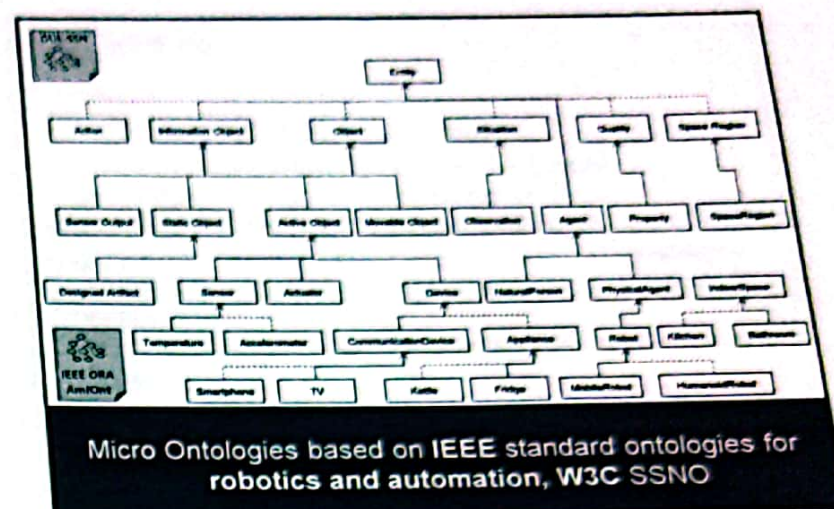 Entity
Action
Information Object
Object
Situation
Quality
Space Region
Sensor Output
Static Object
Active Object
Movable Object
Observation
Agent
Property
SpaceRegion
Designed Artifact
Sensor
Actuator
Device
NaturalPerson
PhysicalAgent
IndoorSpace
Temperature
Accelerometer
CommunicationDevice
Appliance
Robot
Kitchen
Bathroom
IEEE ORA
AmIOnt
Smartphone
TV
Kettle
Fridge
MobileRobot
HumanoidRobot
Micro Ontologies based on IEEE standard ontologies for
robotics and automation, W3C SSNO